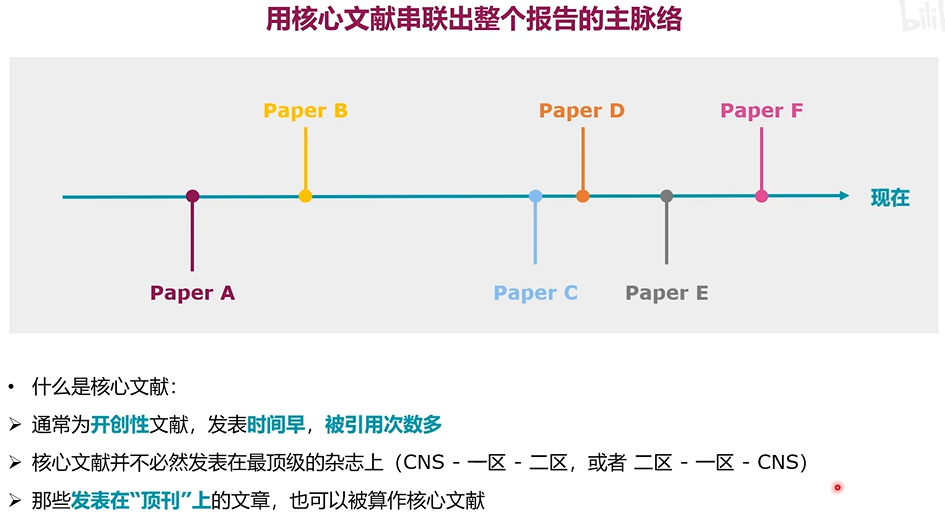 用核心文献串联出整个报告的主脉络
bili
Paper B
Paper D
Paper F
现在
Paper A
Paper C
Paper E
• 什么是核心文献：
➢ 通常为开创性文献，发表时间早，被引用次数多
➢ 核心文献并不必然发表在最顶级的杂志上（CNS - 一区 - 二区，或者 二区 - 一区 - CNS）
➢ 那些发表在“顶刊”上的文章，也可以被算作核心文献